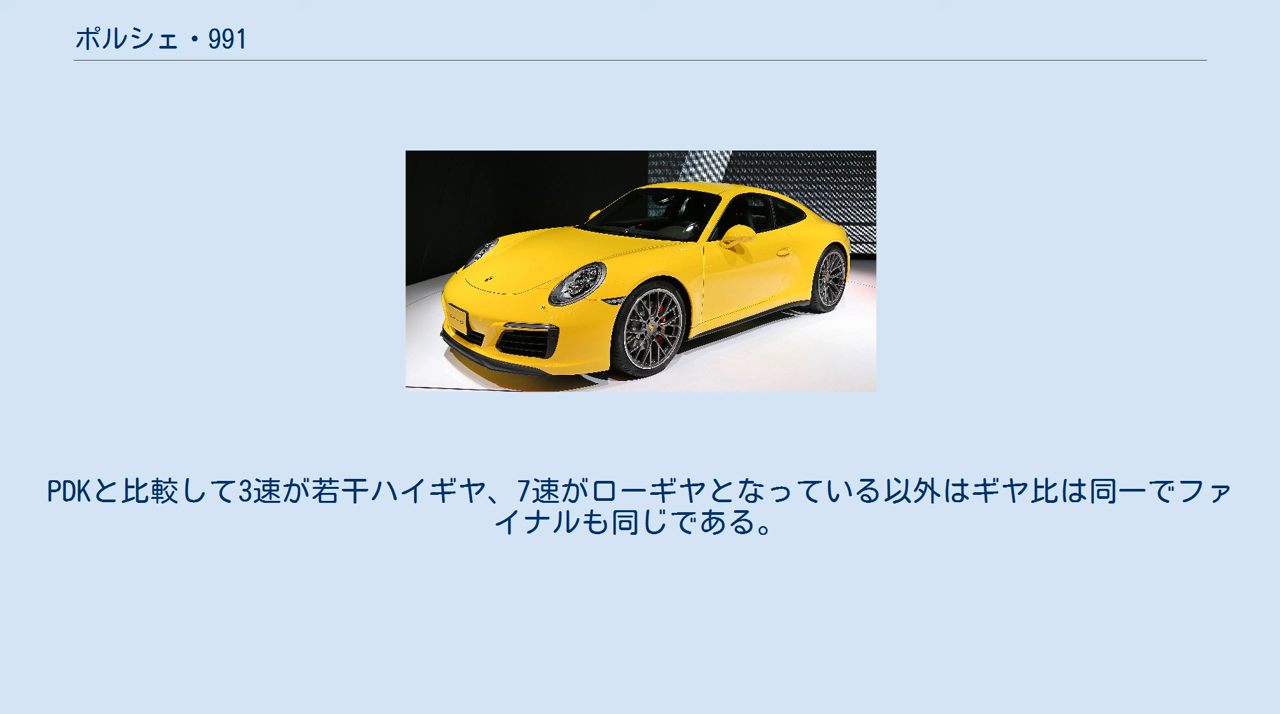 ポルシェ・991
PDKと比較して3速が若干ハイギヤ、7速がローギヤとなっている以外はギヤ比は同一でファ
イナルも同じである。